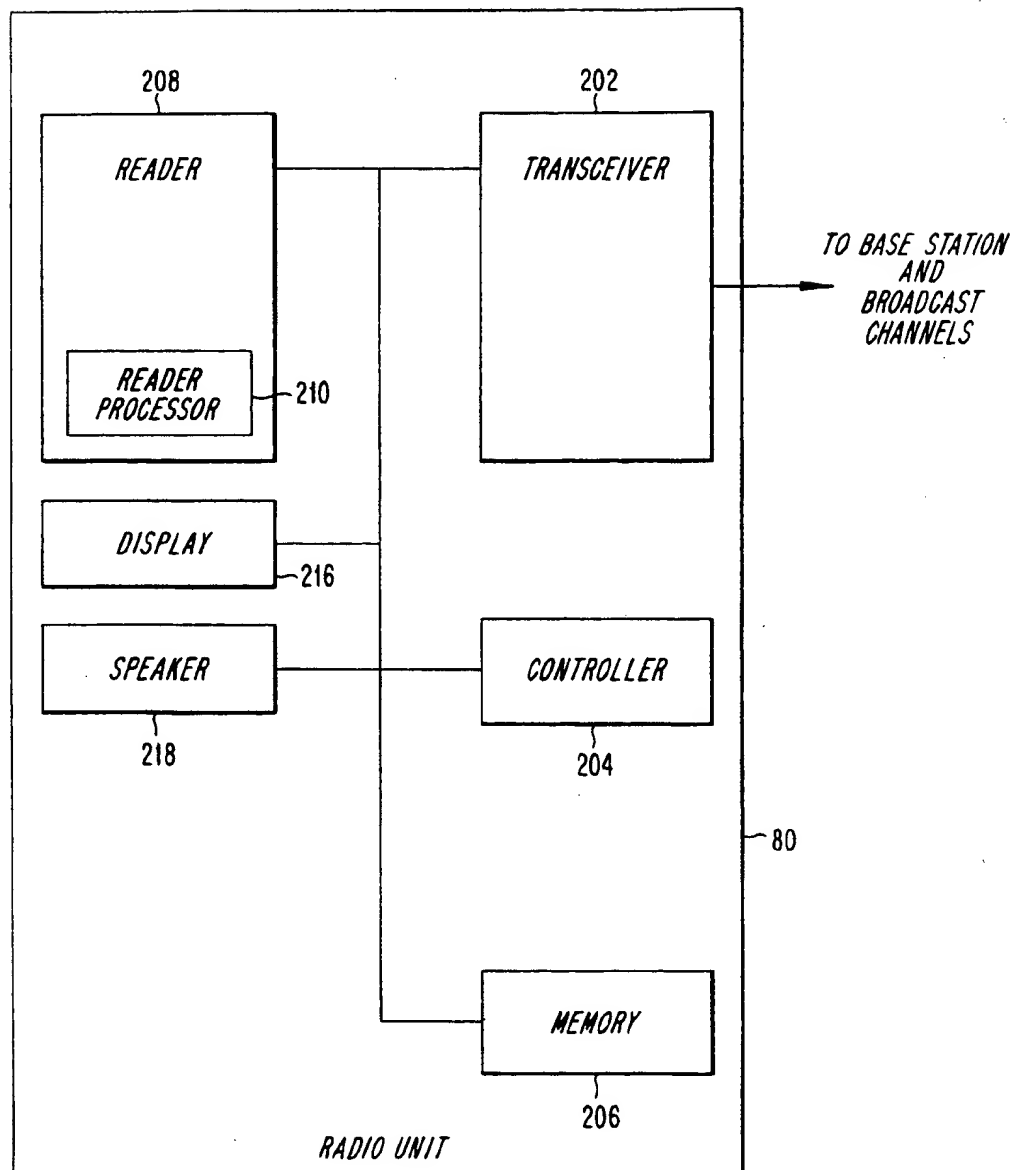 208
READER
READER
PROCESSOR
210
202
TRANSCEIVER
TO BASE STATION
AND
BROADCAST
CHANNELS
DISPLAY
216
SPEAKER
218
CONTROLLER
204
80
MEMORY
206
RADIO UNIT